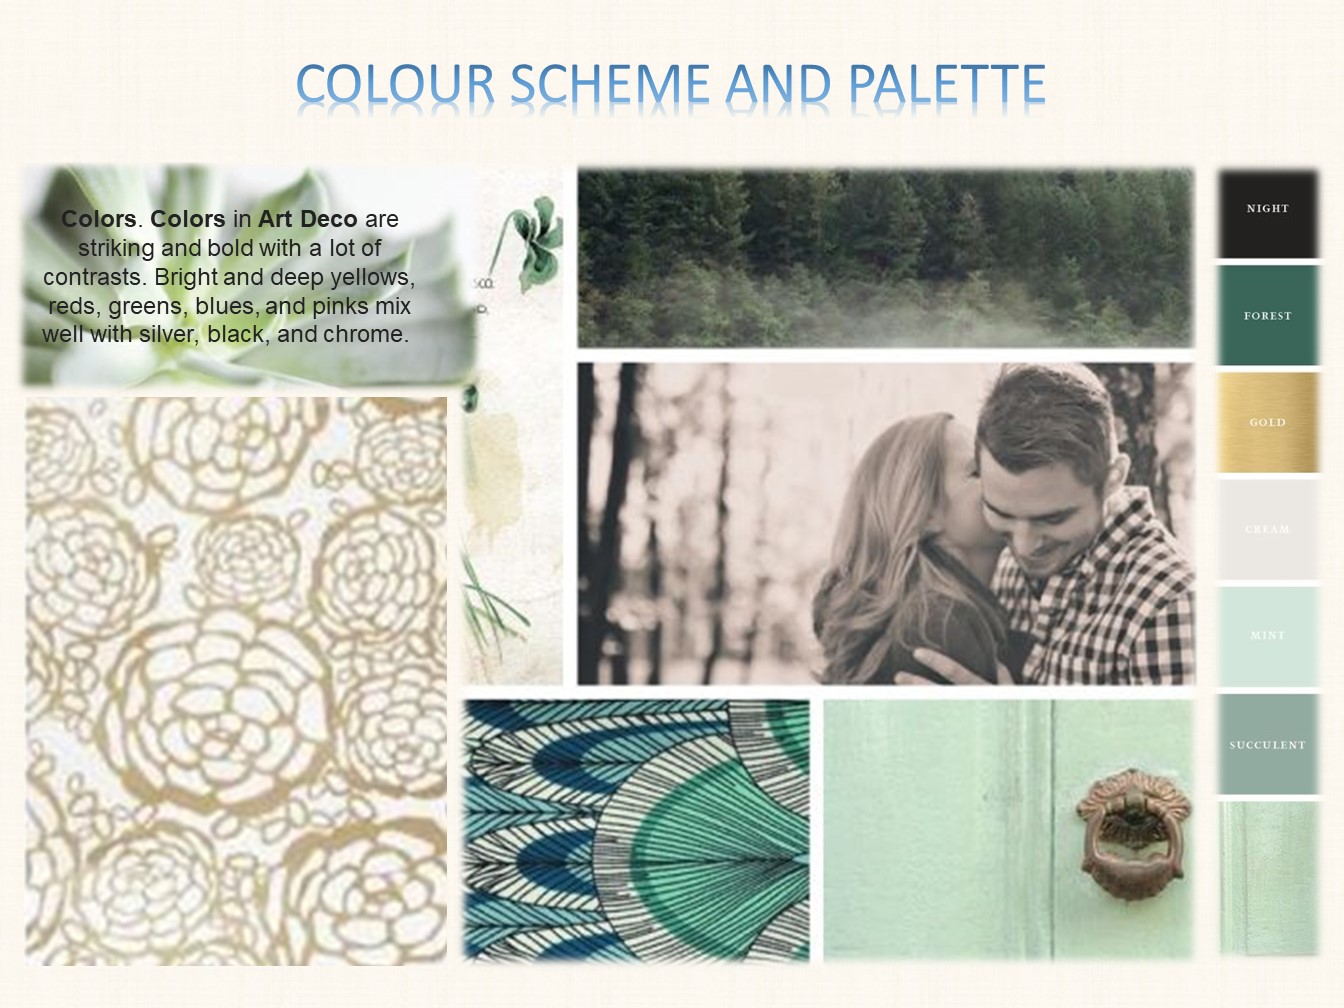 COLOUR SCHEME AND PALETTE
Colors. Colors in Art Deco are
striking and bold with a lot of
contrasts. Bright and deep yellows,
reds, greens, blues, and pinks mix
well with silver, black, and chrome.
NIGHT
FOREST
GOLD
CREAM
MINT
SUCCULENT